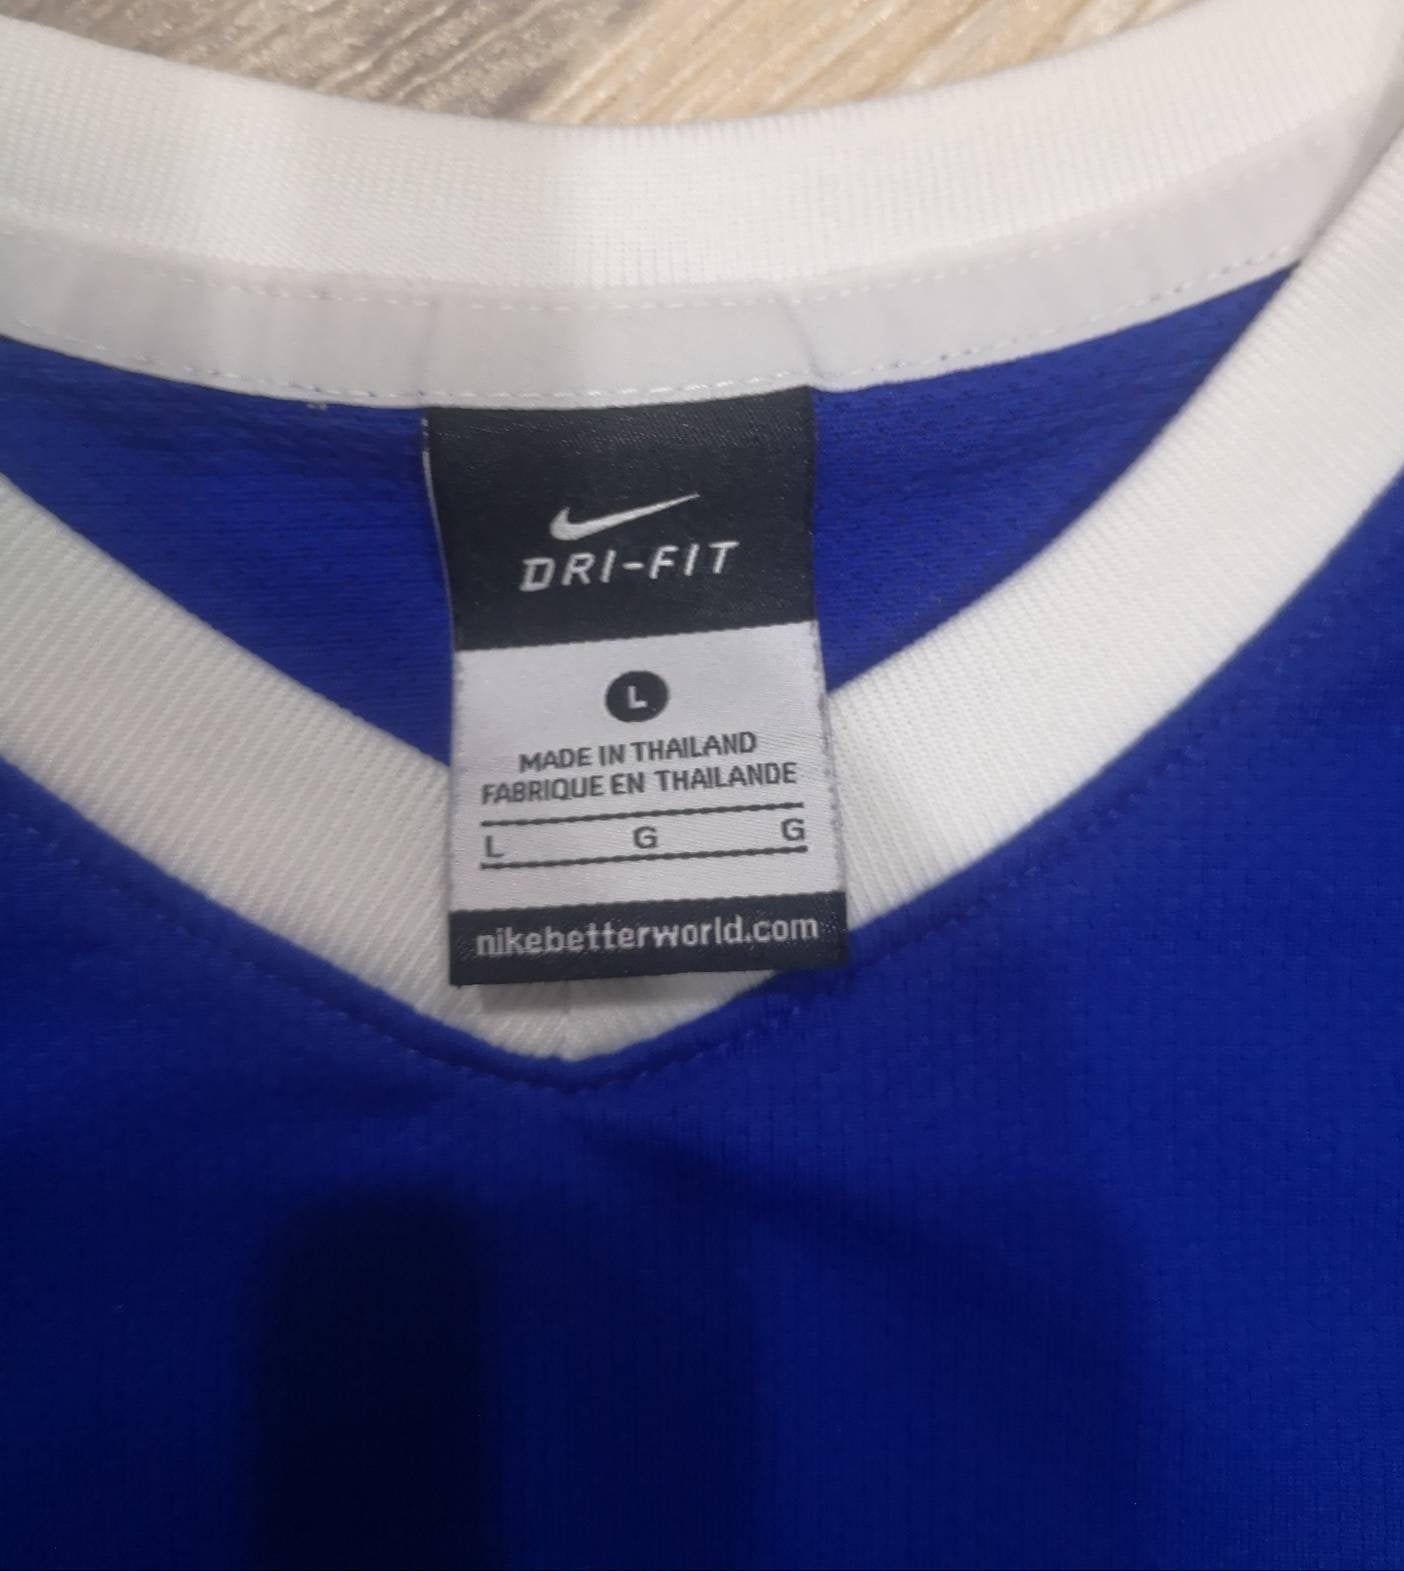 DRI-FIT
L
MADE IN THAILAND
FABRIQUE EN THAILANDE
L G G
nikebetterworld.com